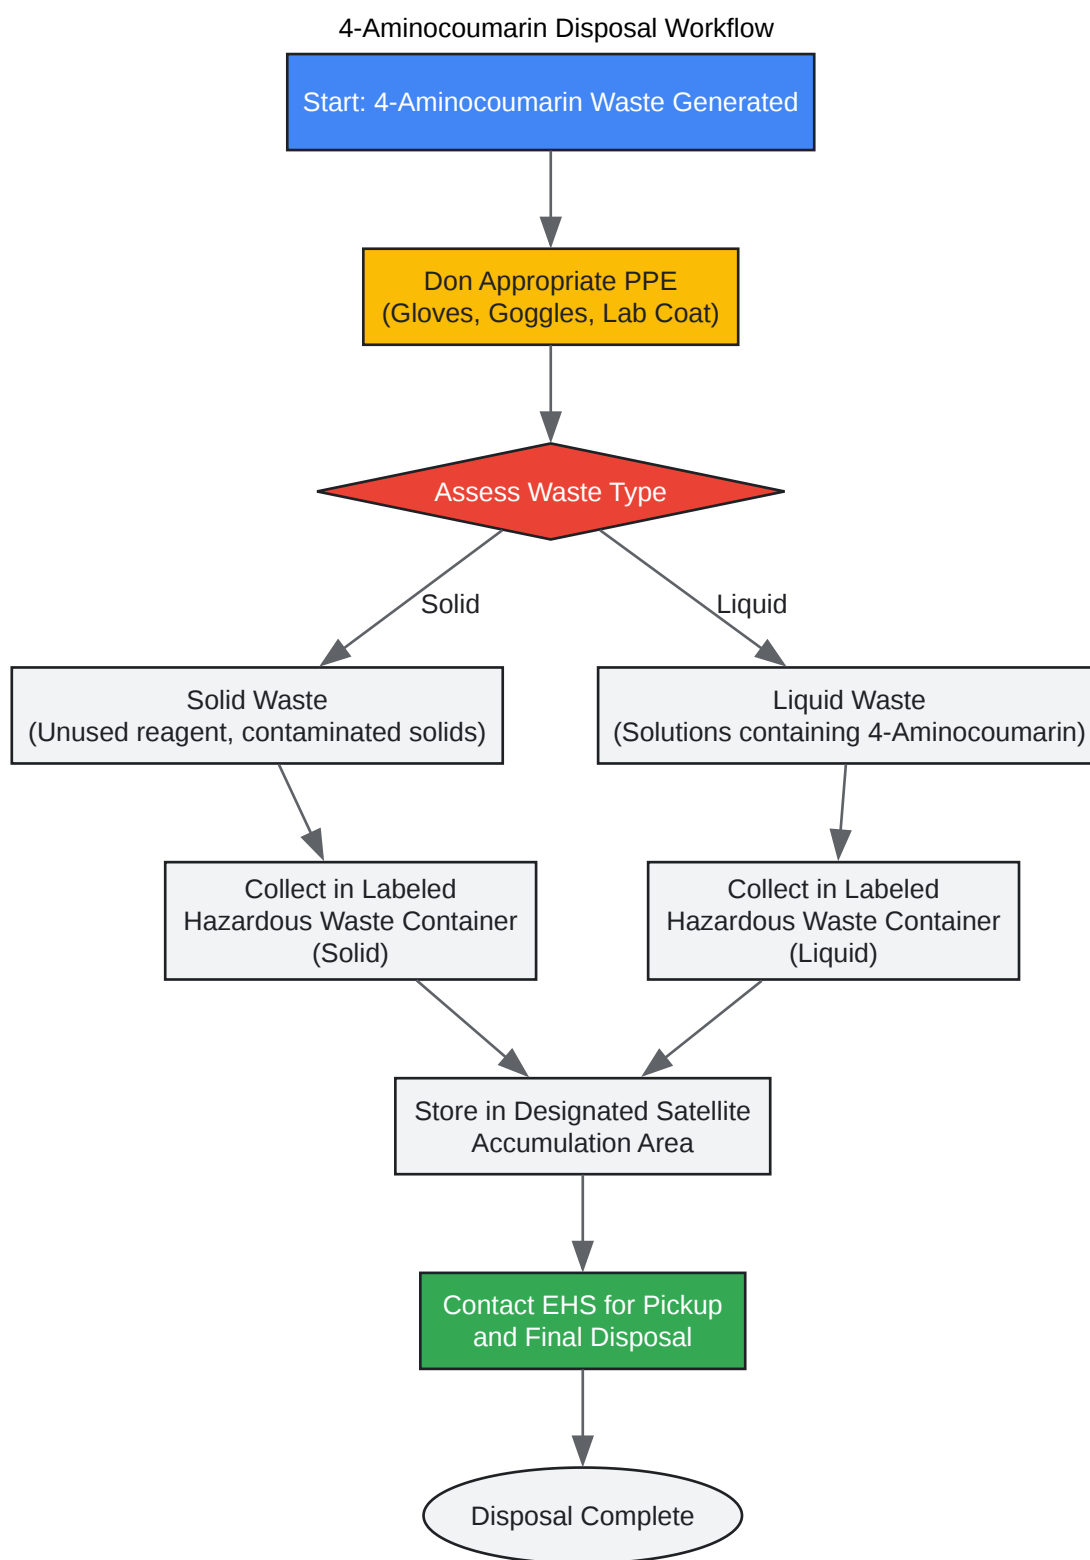 4-Aminocoumarin Disposal Workflow
Start: 4-Aminocoumarin Waste Generated
Don Appropriate PPE
(Gloves, Goggles, Lab Coat)
Assess Waste Type
Solid
Liquid
Solid Waste
(Unused reagent, contaminated solids)
Liquid Waste
(Solutions containing 4-Aminocoumarin)
Collect in Labeled
Hazardous Waste Container
(Solid)
Collect in Labeled
Hazardous Waste Container
(Liquid)
Store in Designated Satellite
Accumulation Area
Contact EHS for Pickup
and Final Disposal
Disposal Complete